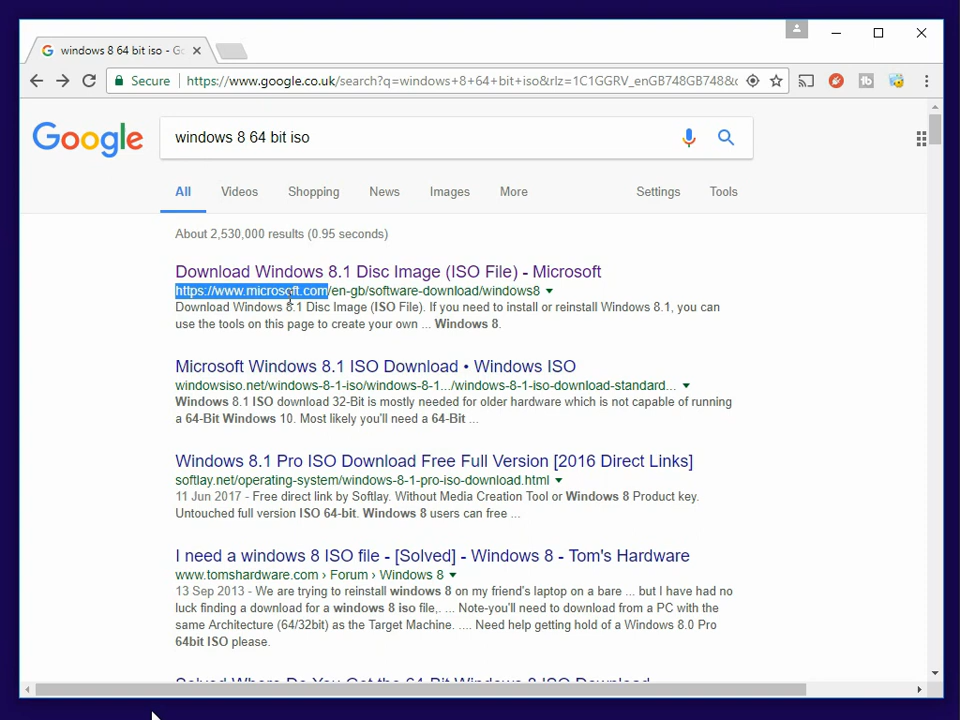 windows 8 64 bit iso - Go
Secure https://www.google.co.uk/search?q=windows+8+64+bit+iso&rlz=1C1GGRV_enGB748GB748&
Google windows 8 64 bit iso
All Videos Shopping News Images More Settings Tools
About 2,530,000 results (0.95 seconds)
Download Windows 8.1 Disc Image (ISO File) - Microsoft
https://www.microsoft.com/en-gb/software-download/windows8
Download Windows 8.1 Disc Image (ISO File). If you need to install or reinstall Windows 8.1, you can
use the tools on this page to create your own ... Windows 8.
Microsoft Windows 8.1 ISO Download • Windows ISO
windowsiso.net/windows-8-1-iso/windows-8-1.../windows-8-1-iso-download-standard...
Windows 8.1 ISO download 32-Bit is mostly needed for older hardware which is not capable of running
a 64-Bit Windows 10. Most likely you'll need a 64-Bit ...
Windows 8.1 Pro ISO Download Free Full Version [2016 Direct Links]
softlay.net/operating-system/windows-8-1-pro-iso-download.html
11 Jun 2017 - Free direct link by Softlay. Without Media Creation Tool or Windows 8 Product key.
Untouched full version ISO 64-bit. Windows 8 users can free ...
I need a windows 8 ISO file - [Solved] - Windows 8 - Tom's Hardware
www.tomshardware.com › Forum › Windows 8
13 Sep 2013 - We are trying to reinstall windows 8 on my friend's laptop on a bare ... but I have had no
luck finding a download for a windows 8 iso file,. ... Note-you'll need to download from a PC with the
same Architecture (64/32bit) as the Target Machine. .... Need help getting hold of a Windows 8.0 Pro
64bit ISO please.
Solved Where Do You Get the 64-Bit Windows 8 ISO Download